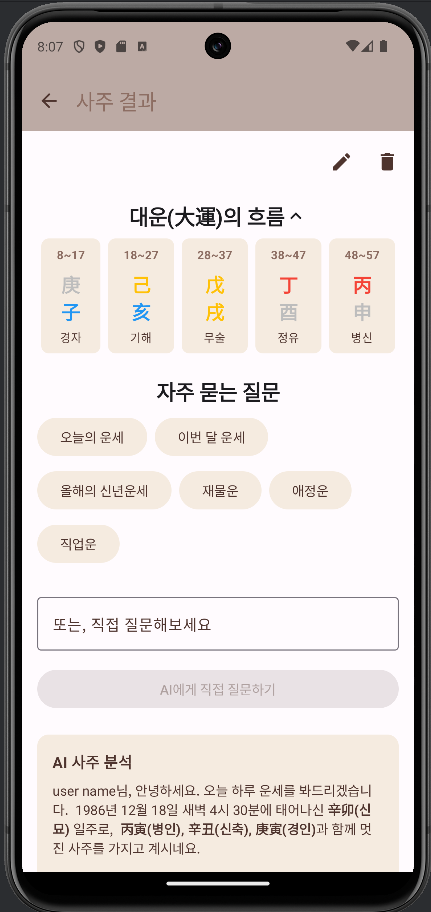 8:07
사주 결과
대운(大運)의 흐름
8~17 18~27 28~37 38~47 48~57
庚 己 戊 丁 丙
子 亥 戌 酉 申
경자 기해 무술 정유 병신
자주 묻는 질문
오늘의 운세 이번 달 운세
올해의 신년운세 재물운 애정운
직업운
또는, 직접 질문해보세요
AI에게 직접 질문하기
AI 사주 분석
user name님, 안녕하세요. 오늘 하루 운세를 봐드리겠습니
다. 1986년 12월 18일 새벽 4시 30분에 태어나신 辛卯(신
묘) 일주로, 丙寅(병인), 辛丑(신축), 庚寅(경인)과 함께 멋
진 사주를 가지고 계시네요.